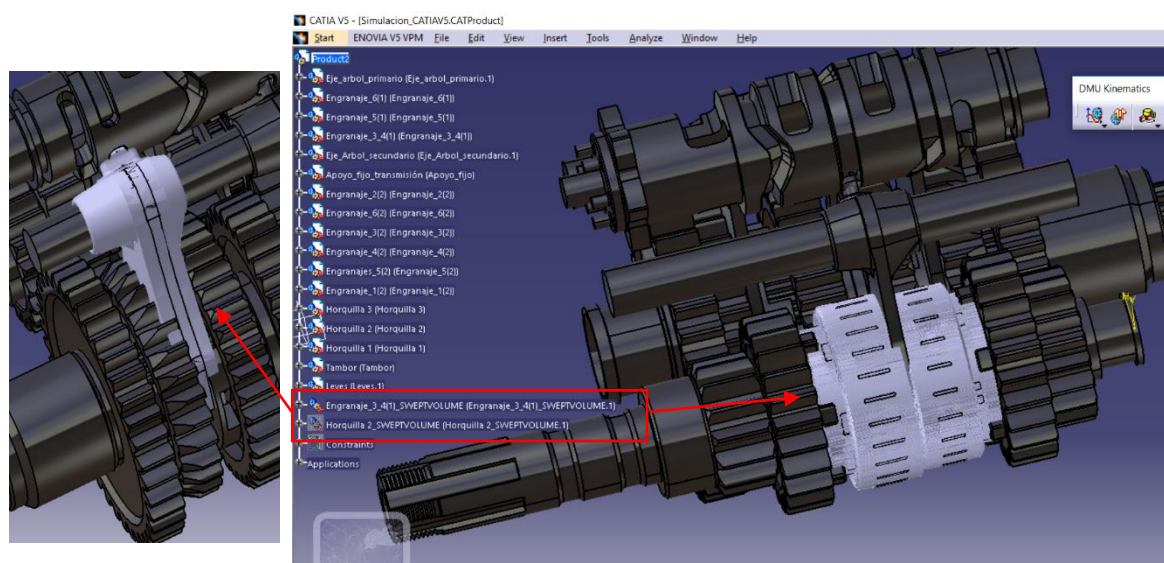 CATIA V5 - [Simulacion_CATIAV5.CATProduct]
Start ENOVIA V5 VPM File Edit View Insert Tools Analyze Window Help
Product2
Eje_arbol_primario (Eje_arbol_primario.1)
Engranaje_6(1) (Engranaje_6(1))
Engranaje_5(1) (Engranaje_5(1))
Engranaje_3_4(1) (Engranaje_3_4(1))
Eje_Arbol_secundario (Eje_Arbol_secundario.1)
Apoyo_fijo_transmisión (Apoyo_fijo)
Engranaje_2(2) (Engranaje_2(2))
Engranaje_6(2) (Engranaje_6(2))
Engranaje_3(2) (Engranaje_3(2))
Engranaje_4(2) (Engranaje_4(2))
Engranajes_5(2) (Engranaje_5(2))
Engranaje_1(2) (Engranaje_1(2))
Horquilla 3 (Horquilla 3)
Horquilla 2 (Horquilla 2)
Horquilla 1 (Horquilla 1)
Tambor (Tambor)
Leves (Leves.1)
Engranaje_3_4(1)_SWEPTVOLUME (Engranaje_3_4(1)_SWEPTVOLUME.1)
Horquilla 2_SWEPTVOLUME (Horquilla 2_SWEPTVOLUME.1)
Constraints
Applications
DMU Kinematics